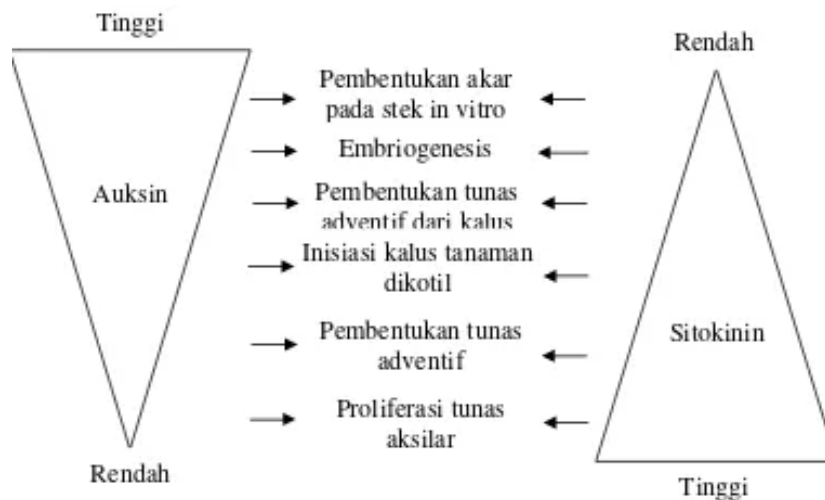 Tinggi
Rendah
Pembentukan akar
pada stek in vitro
Embriogenesis
Auksin
Pembentukan tunas
adventif dari kalus
Inisiasi kalus tanaman
dikotil
Pembentukan tunas
adventif
Sitokinin
Proliferasi tunas
aksilar
Rendah
Tinggi